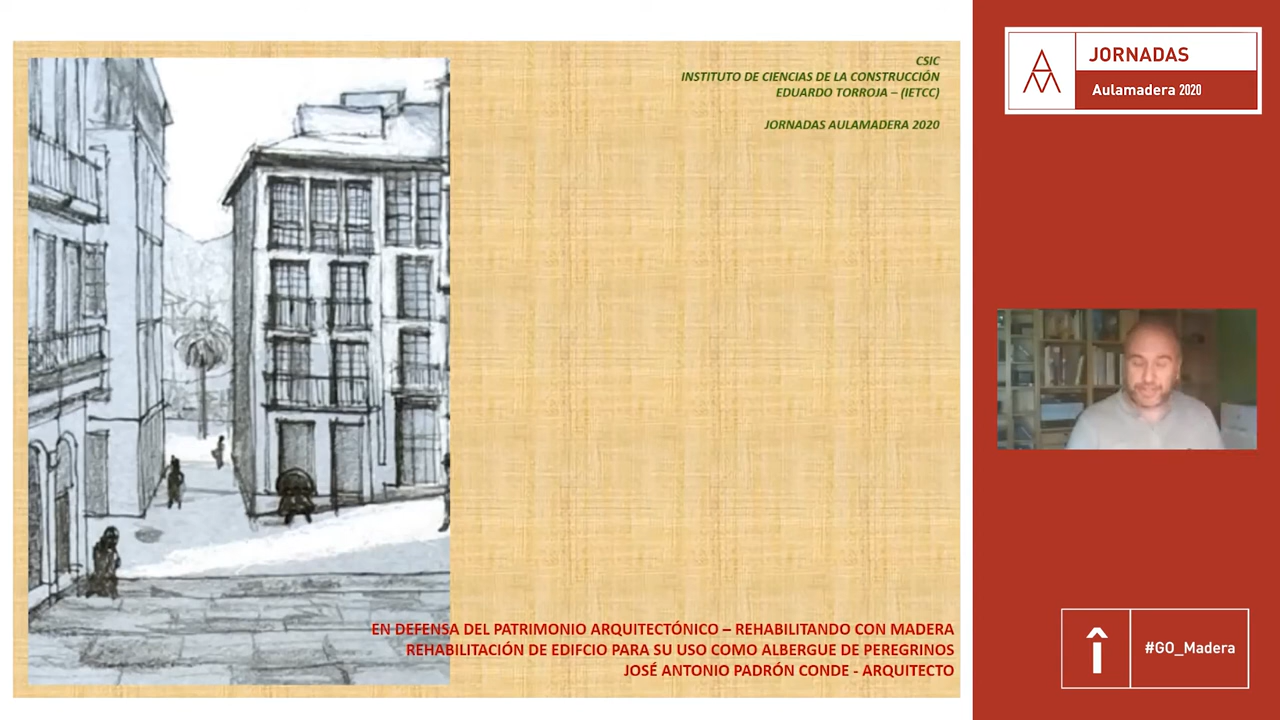 CSIC
INSTITUTO DE CIENCIAS DE LA CONSTRUCCIÓN
EDUARDO TORROJA – (IETCC)
JORNADAS AULAMADERA 2020
EN DEFENSA DEL PATRIMONIO ARQUITECTÓNICO – REHABILITANDO CON MADERA
REHABILITACIÓN DE EDIFCIO PARA SU USO COMO ALBERGUE DE PEREGRINOS
JOSÉ ANTONIO PADRÓN CONDE - ARQUITECTO
JORNADAS
Aulamadera 2020
#GO_Madera